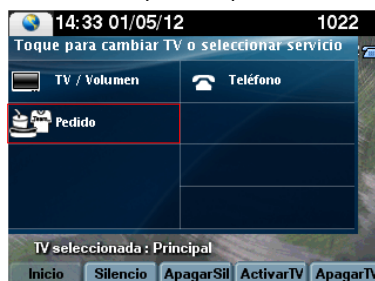 14:33 01/05/12 1022
Toque para cambiar TV o seleccionar servicio
TV / Volumen Teléfono
Pedido
TV seleccionada : Principal
Inicio Silencio ApagarSil ActivarTV ApagarTV